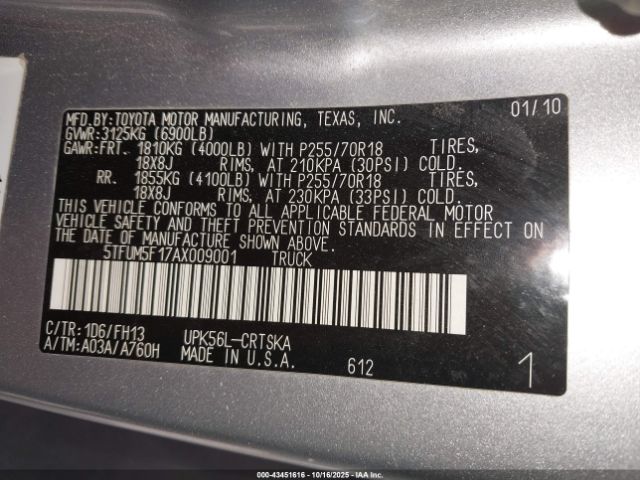 MFD.BY:TOYOTA MOTOR MANUFACTURING, TEXAS, INC. 01/10
GVWR:3125KG (6900LB)
GAWR:FRT. 1810KG (4000LB) WITH P255/70R18 TIRES,
18X8J RIMS, AT 210KPA (30PSI) COLD.
RR. 1855KG (4100LB) WITH P255/70R18 TIRES,
18X8J RIMS, AT 230KPA (33PSI) COLD.
THIS VEHICLE CONFORMS TO ALL APPLICABLE FEDERAL MOTOR
VEHICLE SAFETY AND THEFT PREVENTION STANDARDS IN EFFECT ON
THE DATE OF MANUFACTURE SHOWN ABOVE.
5TFUM5F17AX009001 TRUCK
C/TR: 1D6/FH13 UPK56L-CRTSKA
A/TM: A03A/A760H MADE IN U.S.A. 612 1
000-43451616 | 10/16/2025 | IAAI.COM